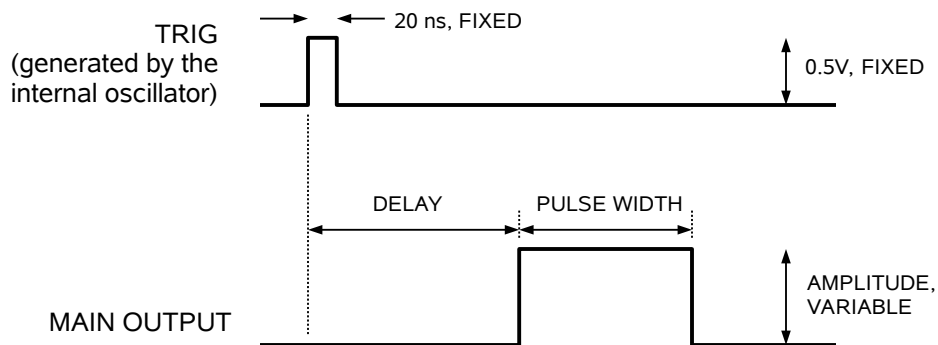 20 ns, FIXED
TRIG
(generated by the
internal oscillator)
0.5V, FIXED
DELAY
PULSE WIDTH
AMPLITUDE,
VARIABLE
MAIN OUTPUT